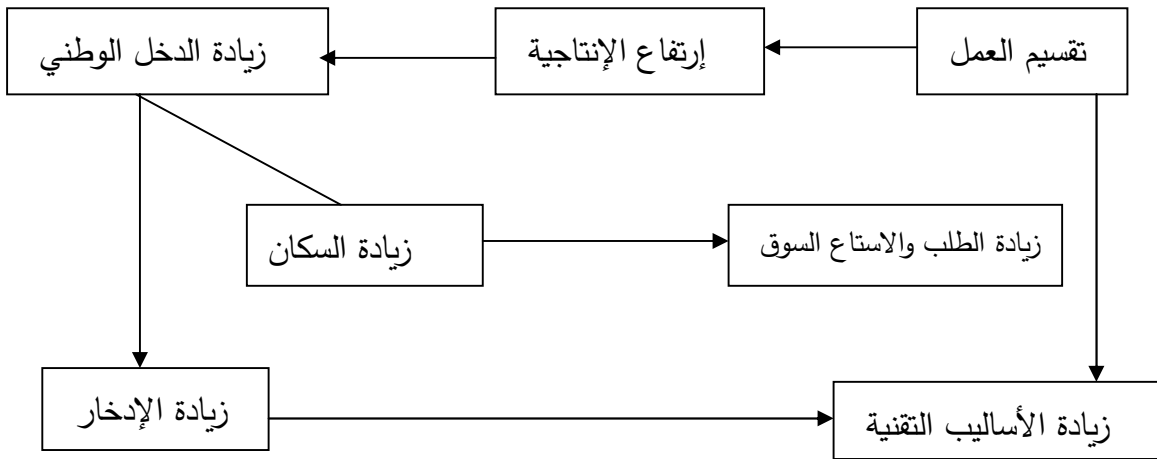 تقسيم العمل
إرتفاع الإنتاجية
زيادة الدخل الوطني
زيادة الطلب والاستاع السوق
زيادة السكان
زيادة الأساليب التقنية
زيادة الإدخار